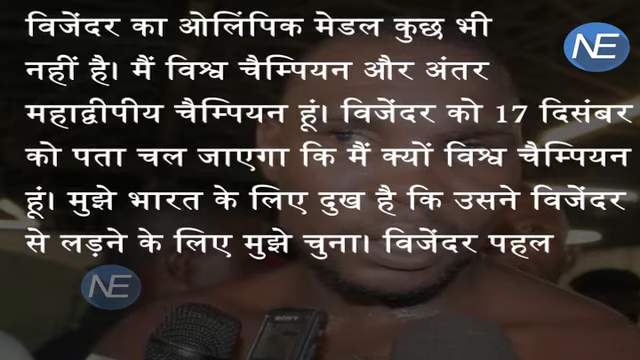 विजेंदर का ओलिंपिक मेडल कुछ भी
नहीं है। मैं विश्व चैम्पियन और अंतर
महाद्वीपीय चैम्पियन हूं। विजेंदर को 17 दिसंबर
को पता चल जाएगा कि मैं क्यों विश्व चैम्पियन
हूं। मुझे भारत के लिए दुख है कि उसने विजेंदर
से लड़ने के लिए मुझे चुना। विजेंदर पहल
NE
NE
SONY